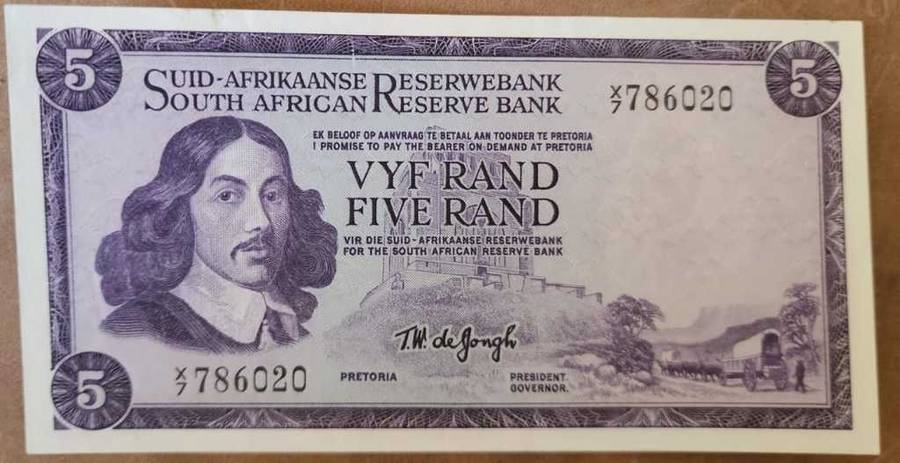 5
5
SUID-AFRIKAANSE RESERWEBANK
SOUTH AFRICAN RESERVE BANK
X/7 786020
EK BELOOF OP AANVRAAG TE BETAAL AAN TOONDER TE PRETORIA
I PROMISE TO PAY THE BEARER ON DEMAND AT PRETORIA
VYF RAND
FIVE RAND
VIR DIE SUID-AFRIKAANSE RESERWEBANK
FOR THE SOUTH AFRICAN RESERVE BANK
T.W. de Jongh
X/7 786020
PRETORIA
PRESIDENT.
GOVERNOR.
5